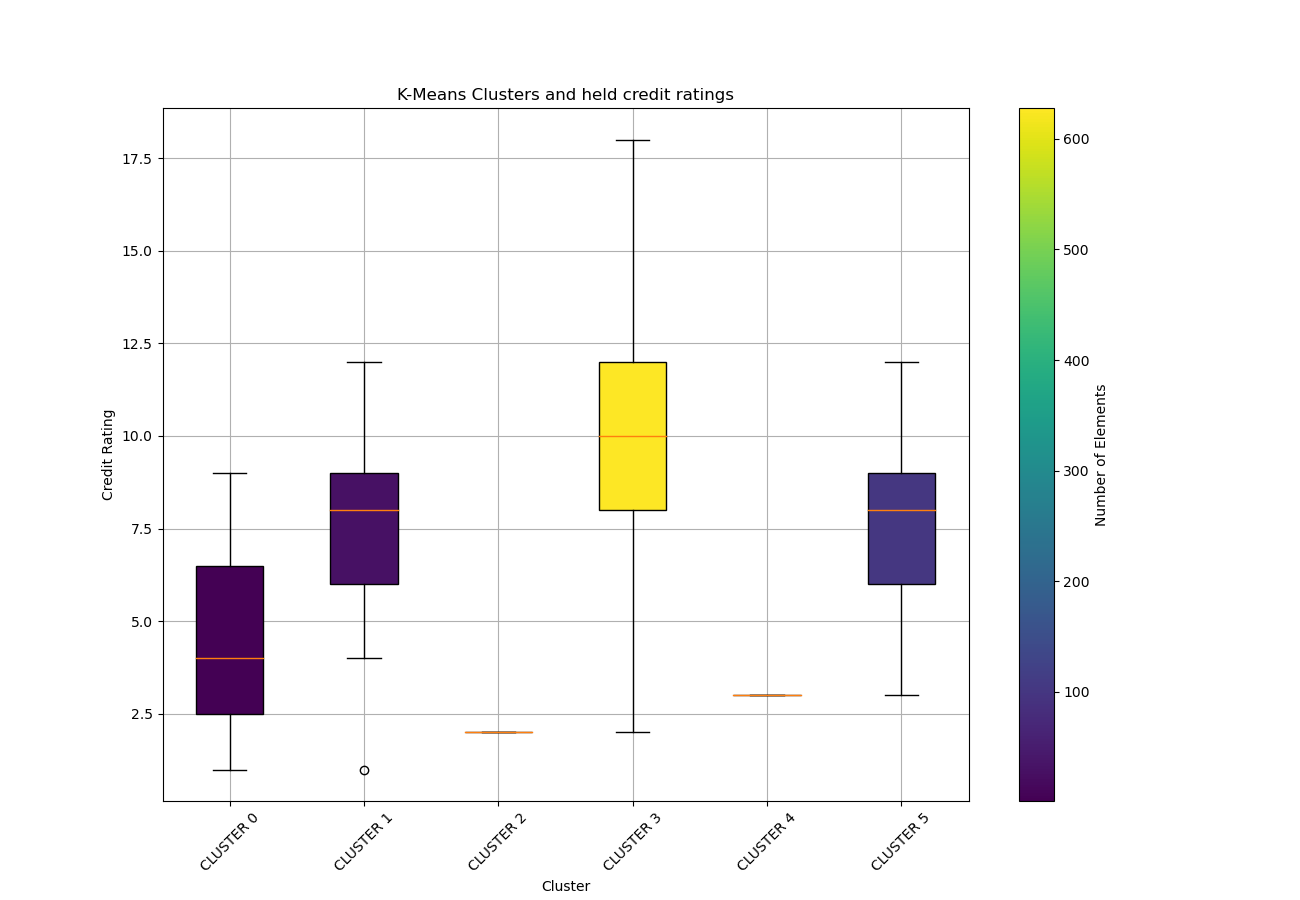 K-Means Clusters and held credit ratings
17.5
15.0
12.5
10.0
7.5
5.0
2.5
Credit Rating
CLUSTER 0
CLUSTER 1
CLUSTER 2
CLUSTER 3
CLUSTER 4
CLUSTER 5
Cluster
600
500
400
300
200
100
Number of Elements